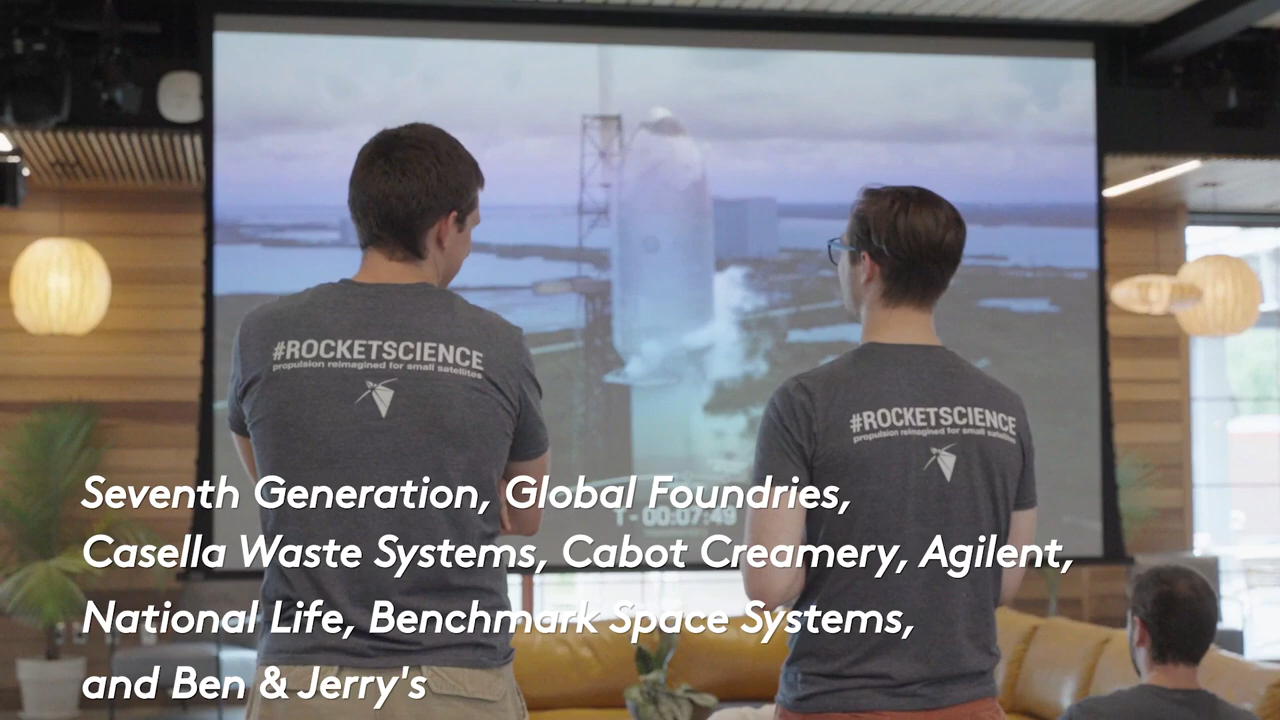 #ROCKETSCIENCE
propulsion reimagined for small satellites
#ROCKETSCIENCE
propulsion reimagined for small satellites
Seventh Generation, Global Foundries,
T- 00:07:49
Casella Waste Systems, Cabot Creamery, Agilent,
National Life, Benchmark Space Systems,
and Ben & Jerry's